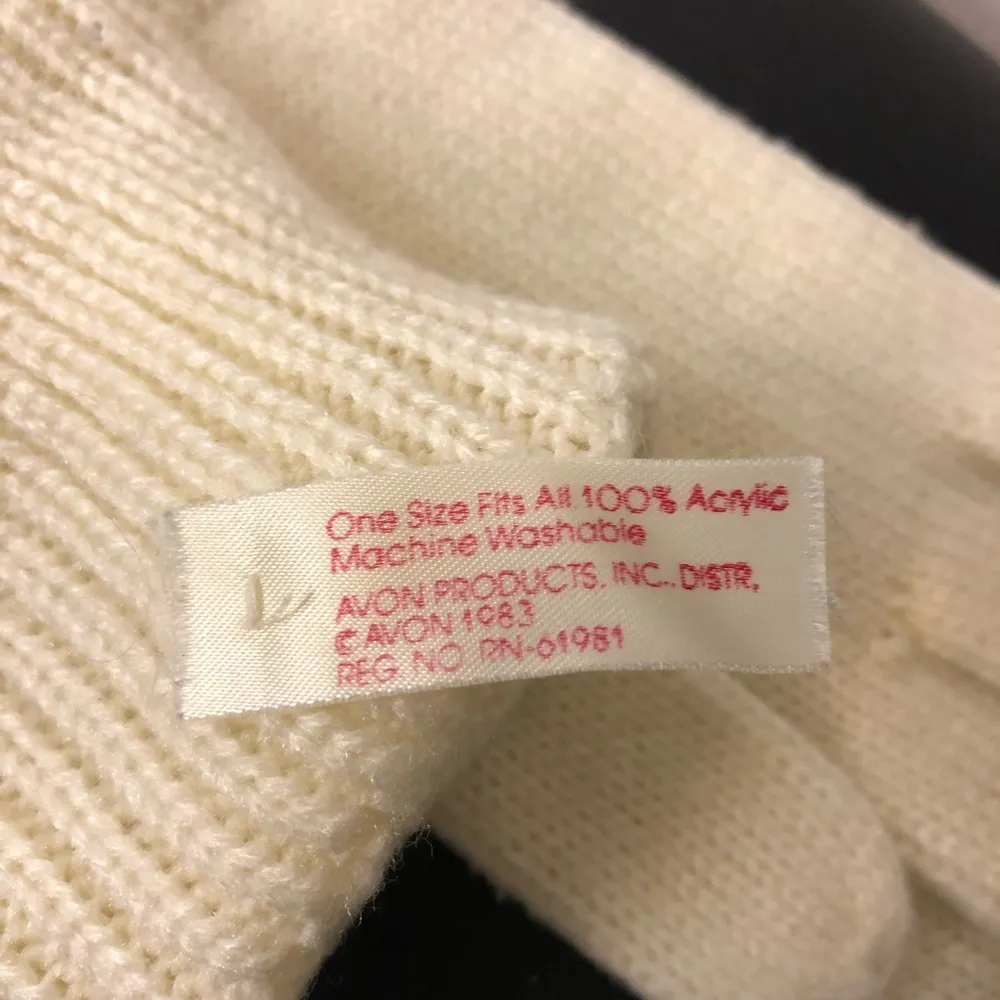 One Size Fits All 100% Acrylic
Machine Washable
AVON PRODUCTS, INC., DISTR.
© AVON 1983
REG NO RN-61981